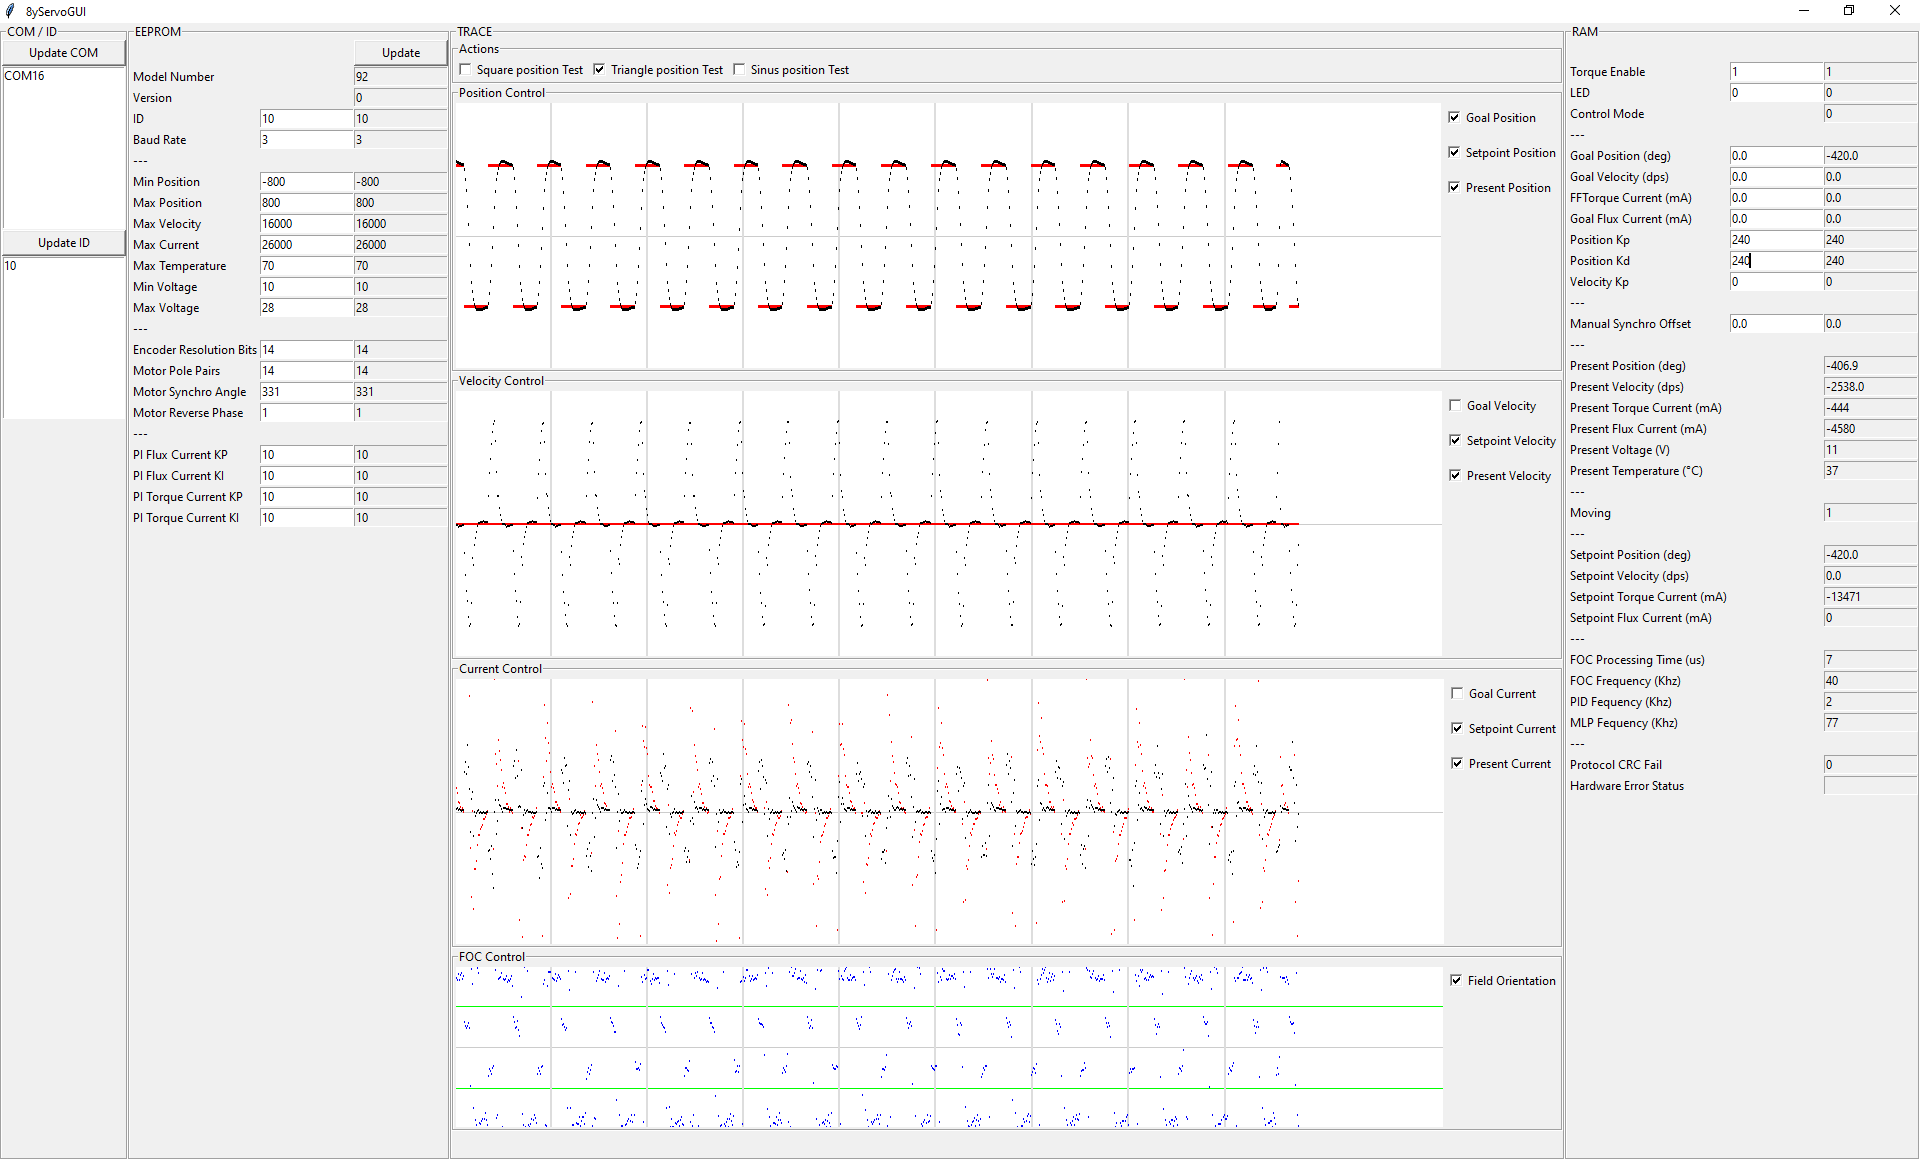 8yServoGUI
COM / ID
Update COM
COM16
Update ID
10
EEPROM
Update
Model Number 92
Version 0
ID 10 10
Baud Rate 3 3
---
Min Position -800 -800
Max Position 800 800
Max Velocity 16000 16000
Max Current 26000 26000
Max Temperature 70 70
Min Voltage 10 10
Max Voltage 28 28
---
Encoder Resolution Bits 14 14
Motor Pole Pairs 14 14
Motor Synchro Angle 331 331
Motor Reverse Phase 1 1
---
PI Flux Current KP 10 10
PI Flux Current KI 10 10
PI Torque Current KP 10 10
PI Torque Current KI 10 10
TRACE
Actions
Square position Test Triangle position Test Sinus position Test
Position Control
Goal Position
Setpoint Position
Present Position
Velocity Control
Goal Velocity
Setpoint Velocity
Present Velocity
Current Control
Goal Current
Setpoint Current
Present Current
FOC Control
Field Orientation
RAM
Torque Enable 1 1
LED 0 0
Control Mode 0
---
Goal Position (deg) 0.0 -420.0
Goal Velocity (dps) 0.0 0.0
FFTorque Current (mA) 0.0 0.0
Goal Flux Current (mA) 0.0 0.0
Position Kp 240 240
Position Kd 240 240
Velocity Kp 0 0
---
Manual Synchro Offset 0.0 0.0
---
Present Position (deg) -406.9
Present Velocity (dps) -2538.0
Present Torque Current (mA) -444
Present Flux Current (mA) -4580
Present Voltage (V) 11
Present Temperature (°C) 37
---
Moving 1
---
Setpoint Position (deg) -420.0
Setpoint Velocity (dps) 0.0
Setpoint Torque Current (mA) -13471
Setpoint Flux Current (mA) 0
---
FOC Processing Time (us) 7
FOC Frequency (Khz) 40
PID Fequency (Khz) 2
MLP Fequency (Khz) 77
---
Protocol CRC Fail 0
Hardware Error Status